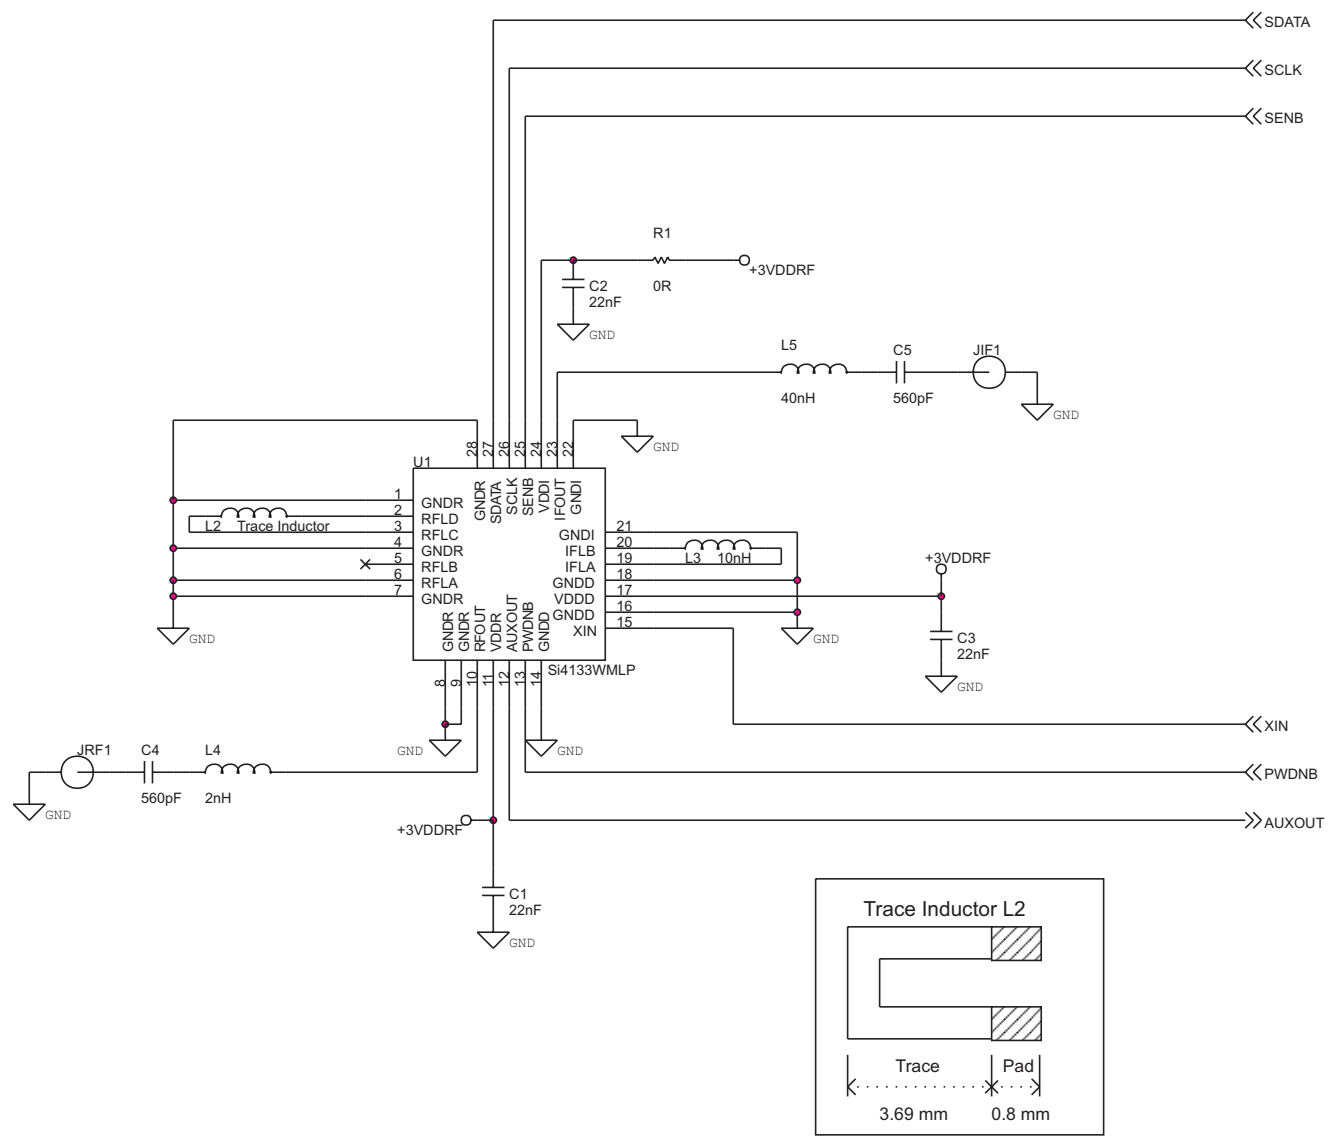 SDATA
SCLK
SENB
R1
+3VDDRF
C2
22nF
0R
GND
L5
C5
JIF1
40nH
560pF
GND
GND
28
27
26
25
24
23
22
U1
GNDR
SDATA
SCLK
SENB
VDDI
IFOUT
GNDI
1
GNDR
2
RFLD
L2 Trace Inductor
3
RFLC
4
GNDR
5
RFLB
6
RFLA
7
GNDR
GND
21
GNDI
20
IFLB
L3 10nH
19
IFLA
18
GNDD
17
VDDD
16
GNDD
15
XIN
GND
+3VDDRF
C3
22nF
GND
GNDR
GNDR
RFOUT
VDDR
AUXOUT
PWDNB
GNDD
Si4133WMLP
8
9
10
11
12
13
14
GND
GND
XIN
PWDNB
AUXOUT
JRF1
C4
L4
560pF
2nH
GND
+3VDDRF
C1
22nF
GND
Trace Inductor L2
Trace
Pad
3.69 mm
0.8 mm